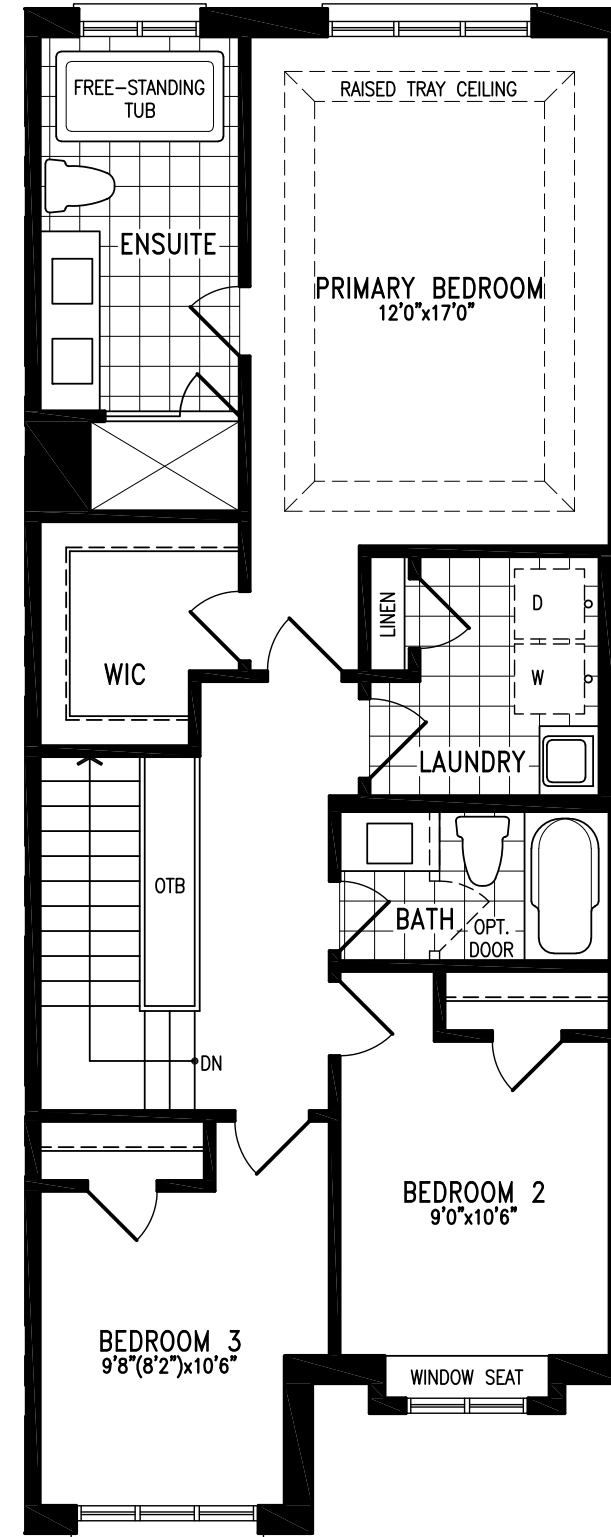 FREE-STANDING
TUB
RAISED TRAY CEILING
ENSUITE
PRIMARY BEDROOM
12'0"x17'0"
LINEN
D
W
WIC
LAUNDRY
OTB
BATH
OPT.
DOOR
DN
BEDROOM 2
9'0"x10'6"
BEDROOM 3
9'8"(8'2")x10'6"
WINDOW SEAT